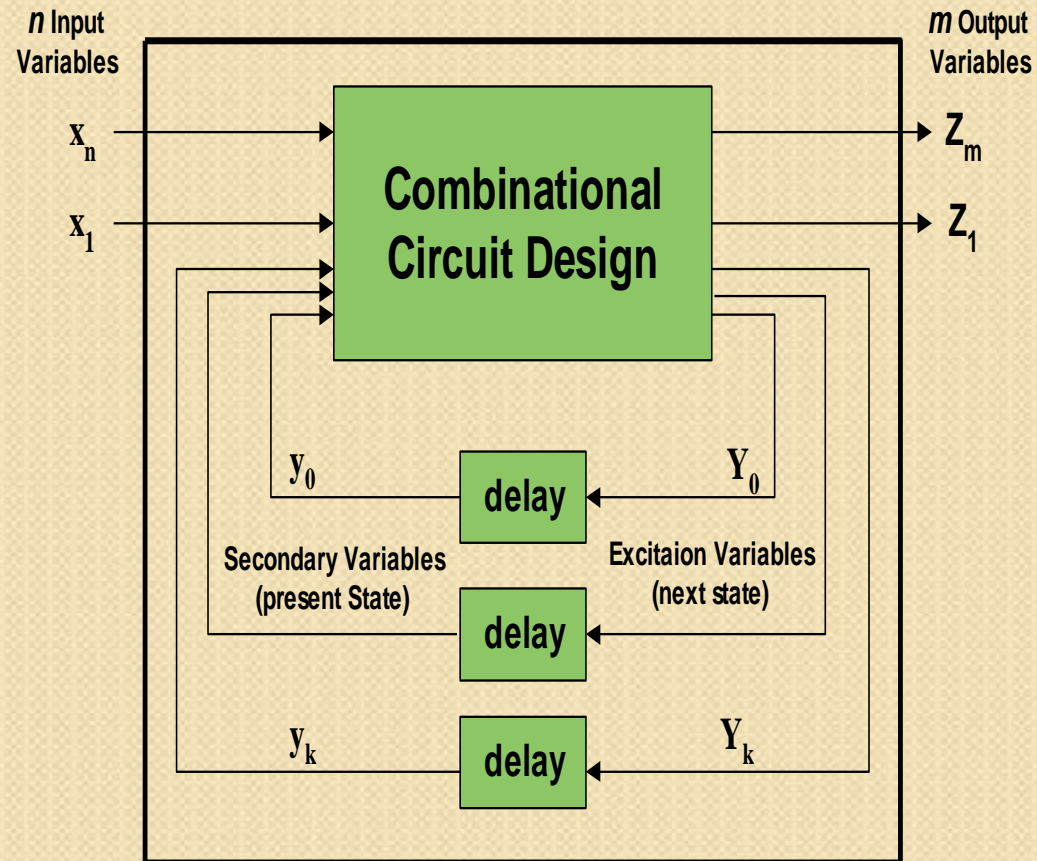 n Input
Variables
m Output
Variables
xn
x1
Combinational
Circuit Design
Zm
Z1
y0
delay
Y0
Secondary Variables
(present State)
Excitaion Variables
(next state)
delay
yk
delay
Yk